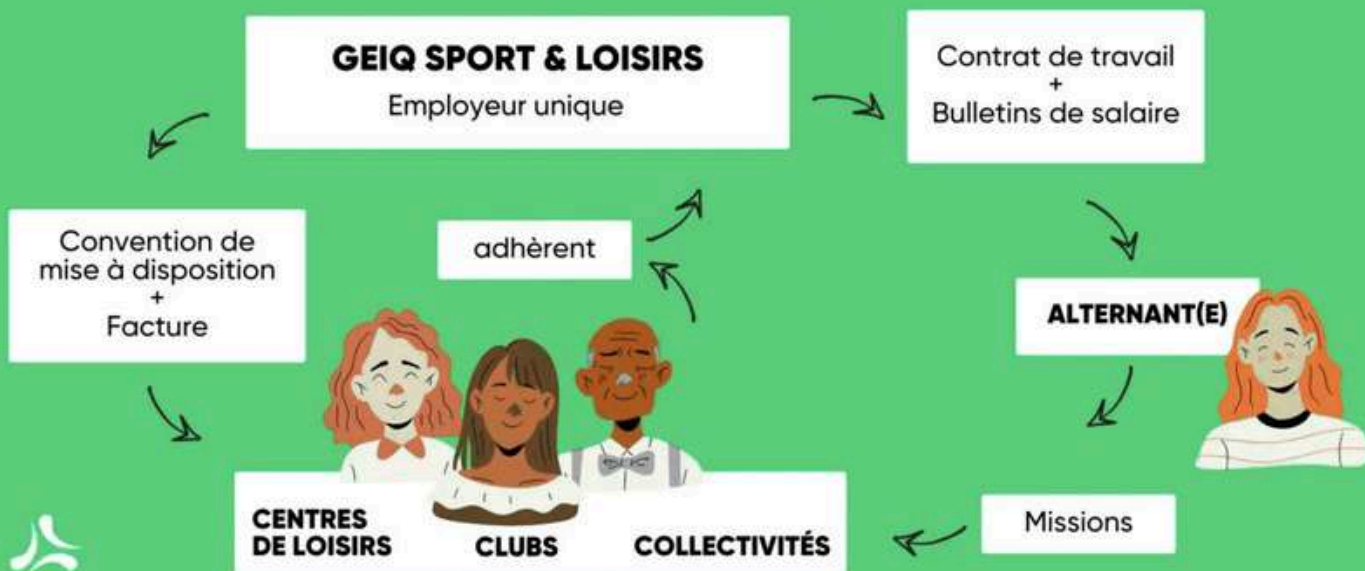 GEIQ SPORT & LOISIRS
Employeur unique
Contrat de travail
+
Bulletins de salaire
Convention de
mise à disposition
+
Facture
adhèrent
ALTERNANT(E)
CENTRES
DE LOISIRS
CLUBS
COLLECTIVITÉS
Missions